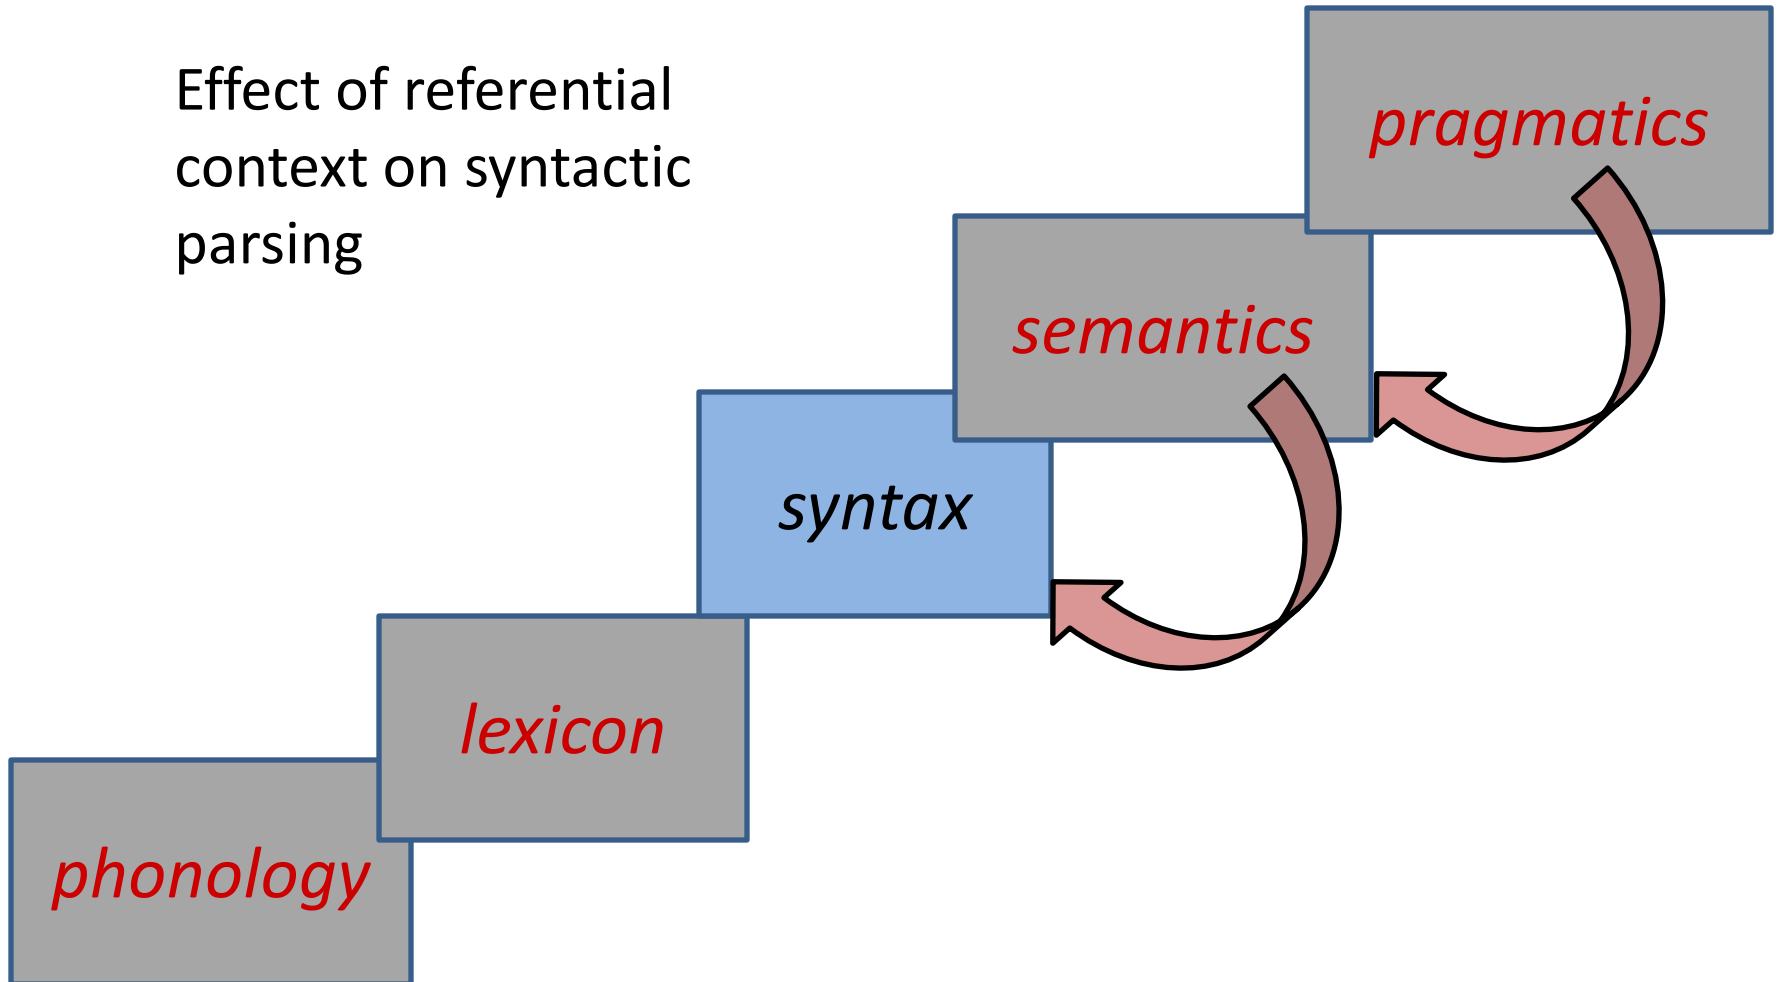 Effect of referential
context on syntactic
parsing
pragmatics
semantics
syntax
lexicon
phonology